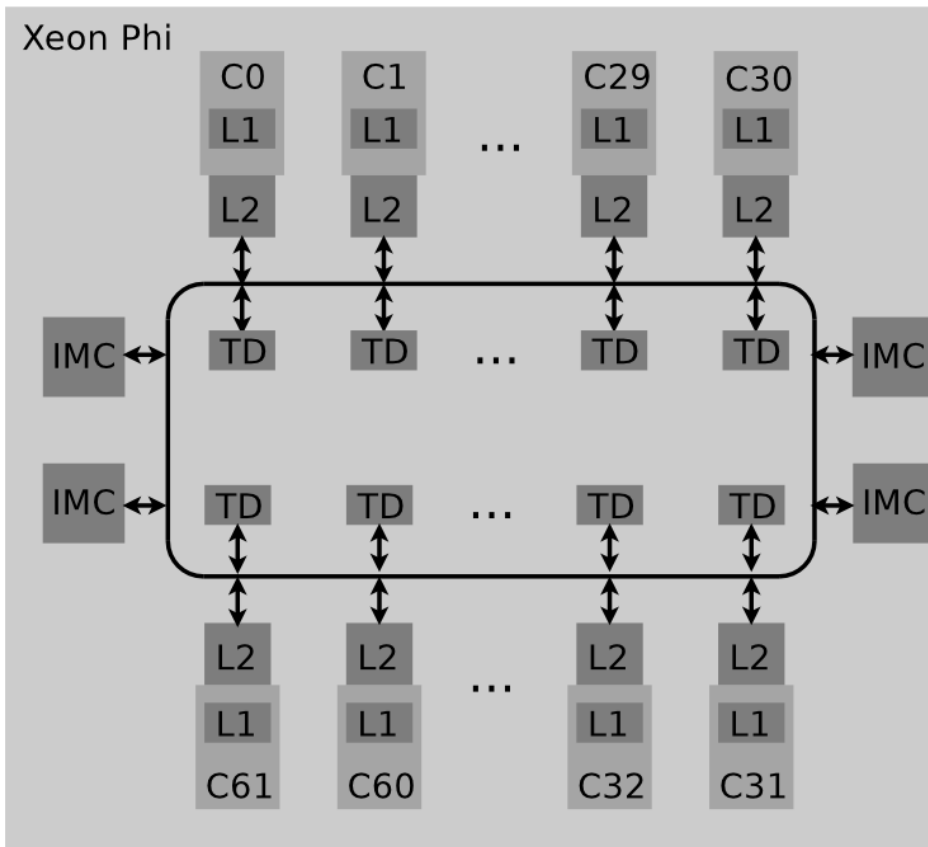 Xeon Phi
C0 C1 C29 C30
L1 L1 ... L1 L1
L2 L2 L2 L2
IMC TD TD ... TD TD IMC
IMC TD TD ... TD TD IMC
L2 L2 ... L2 L2
L1 L1 L1 L1
C61 C60 C32 C31